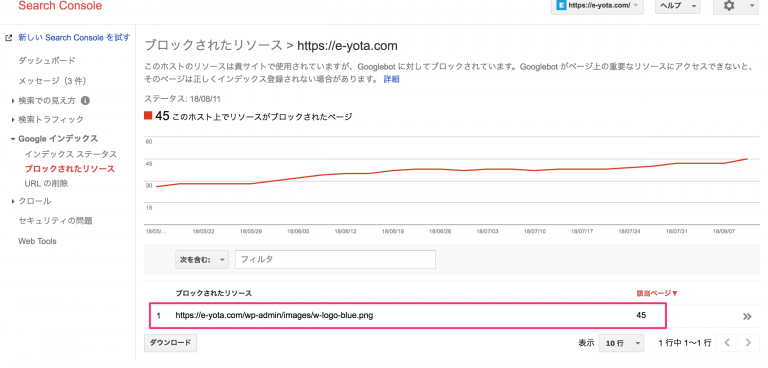 Search Console
https://e-yota.com/
ヘルプ
新しい Search Console を試す
ダッシュボード
メッセージ（3 件）
検索での見え方
検索トラフィック
Google インデックス
インデックス ステータス
ブロックされたリソース
URL の削除
クロール
セキュリティの問題
Web Tools
ブロックされたリソース > https://e-yota.com
このホストのリソースは貴サイトで使用されていますが、Googlebot に対してブロックされています。Googlebot がページ上の重要なリソースにアクセスできないと、
そのページは正しくインデックス登録されない場合があります。 詳細
ステータス: 18/08/11
45 このホスト上でリソースがブロックされたページ
60
45
30
15
18/05/... 18/05/22 18/05/29 18/06/05 18/06/12 18/06/19 18/06/26 18/07/03 18/07/10 18/07/17 18/07/24 18/07/31 18/08/07
次を含む: フィルタ
ブロックされたリソース 該当ページ▼
1 https://e-yota.com/wp-admin/images/w-logo-blue.png 45
ダウンロード 表示 10 行 1 行中 1～1 行